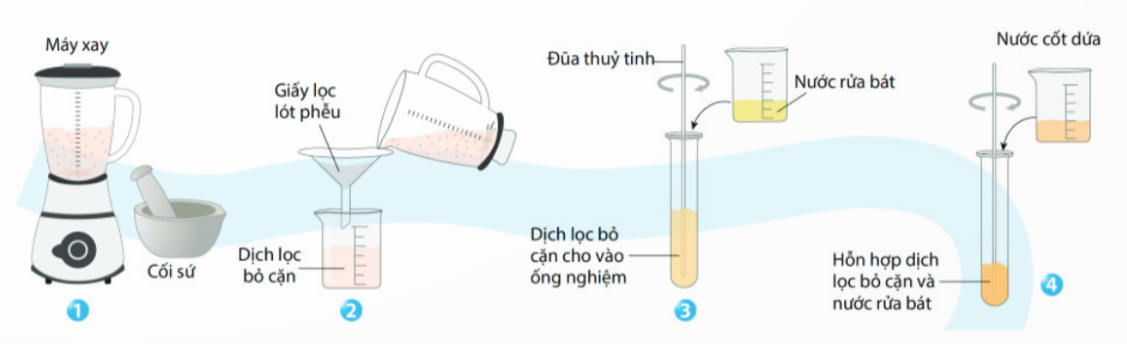 Máy xay
Cối sứ
1
Giấy lọc
lót phễu
Dịch lọc
bỏ cặn
2
Đũa thuỷ tinh
Nước rửa bát
Dịch lọc bỏ
cặn cho vào
ống nghiệm
3
Nước cốt dứa
Hỗn hợp dịch
lọc bỏ cặn và
nước rửa bát
4